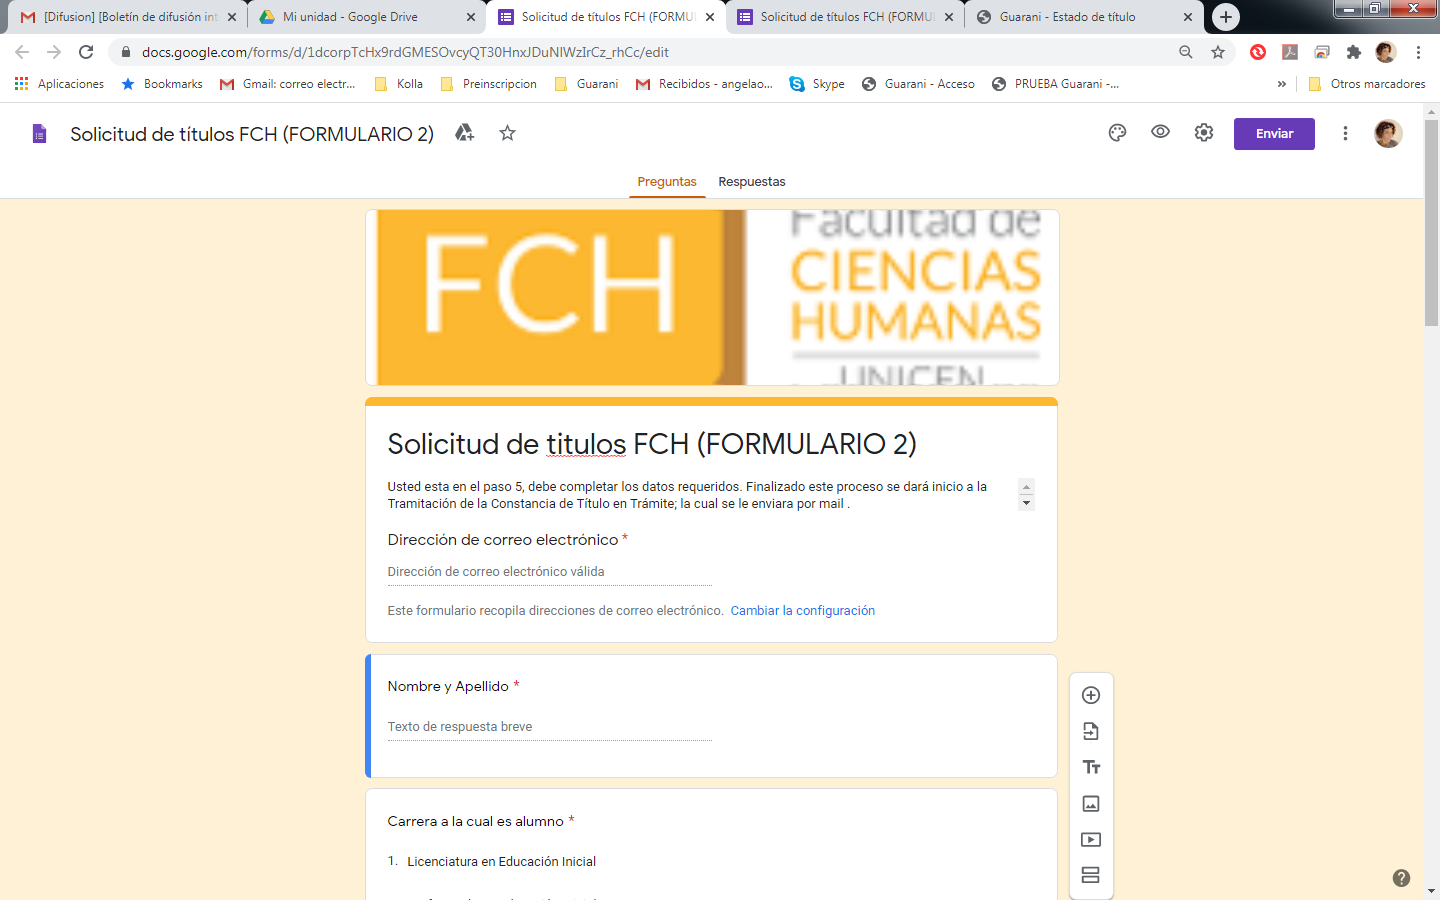 [Difusion] [Boletín de difusión int
Mi unidad - Google Drive
Solicitud de títulos FCH (FORMUL
Solicitud de títulos FCH (FORMUL
Guarani - Estado de título
docs.google.com/forms/d/1dcorpTcHx9rdGMESOvcyQT30HnxJDuNIWzIrCz_rhCc/edit
Aplicaciones
Bookmarks
Gmail: correo electr...
Kolla
Preinscripcion
Guarani
Recibidos - angelao...
Skype
Guarani - Acceso
PRUEBA Guarani -...
»
Otros marcadores
Solicitud de títulos FCH (FORMULARIO 2)
Enviar
Preguntas
Respuestas
FCH
Facultad de
CIENCIAS
HUMANAS
UNICEN
Solicitud de titulos FCH (FORMULARIO 2)
Usted esta en el paso 5, debe completar los datos requeridos. Finalizado este proceso se dará inicio a la
Tramitación de la Constancia de Título en Trámite; la cual se le enviara por mail .
Dirección de correo electrónico *
Dirección de correo electrónico válida
Este formulario recopila direcciones de correo electrónico. Cambiar la configuración
Nombre y Apellido *
Texto de respuesta breve
Carrera a la cual es alumno *
1. Licenciatura en Educación Inicial